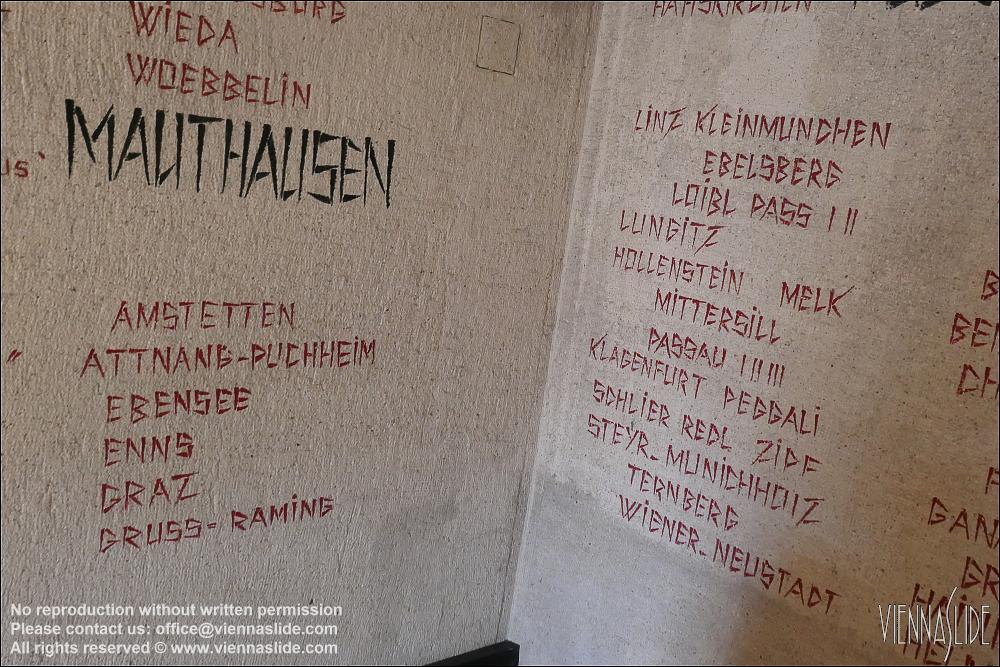 WIEDA
WOEBBELIN
MAUTHAUSEN
AMSTETTEN
ATTNANG-PUCHHEIM
EBENSEE
ENNS
GRAZ
GRUSS-RAMING
LINZ KLEINMUNCHEN
EBELSBERG
LOIBL PASS I II
LUNGITZ
HOLLENSTEIN MELK
MITTERSILL
PASSAU I II III
KLAGENFURT PEGGALI
SCHLIER REDL ZIPF
STEYR-MUNICHHOIZ
TERNBERG
WIENER-NEUSTADT
No reproduction without written permission
Please contact us: office@viennaslide.com
All rights reserved © www.viennaslide.com
VIENNASLIDE